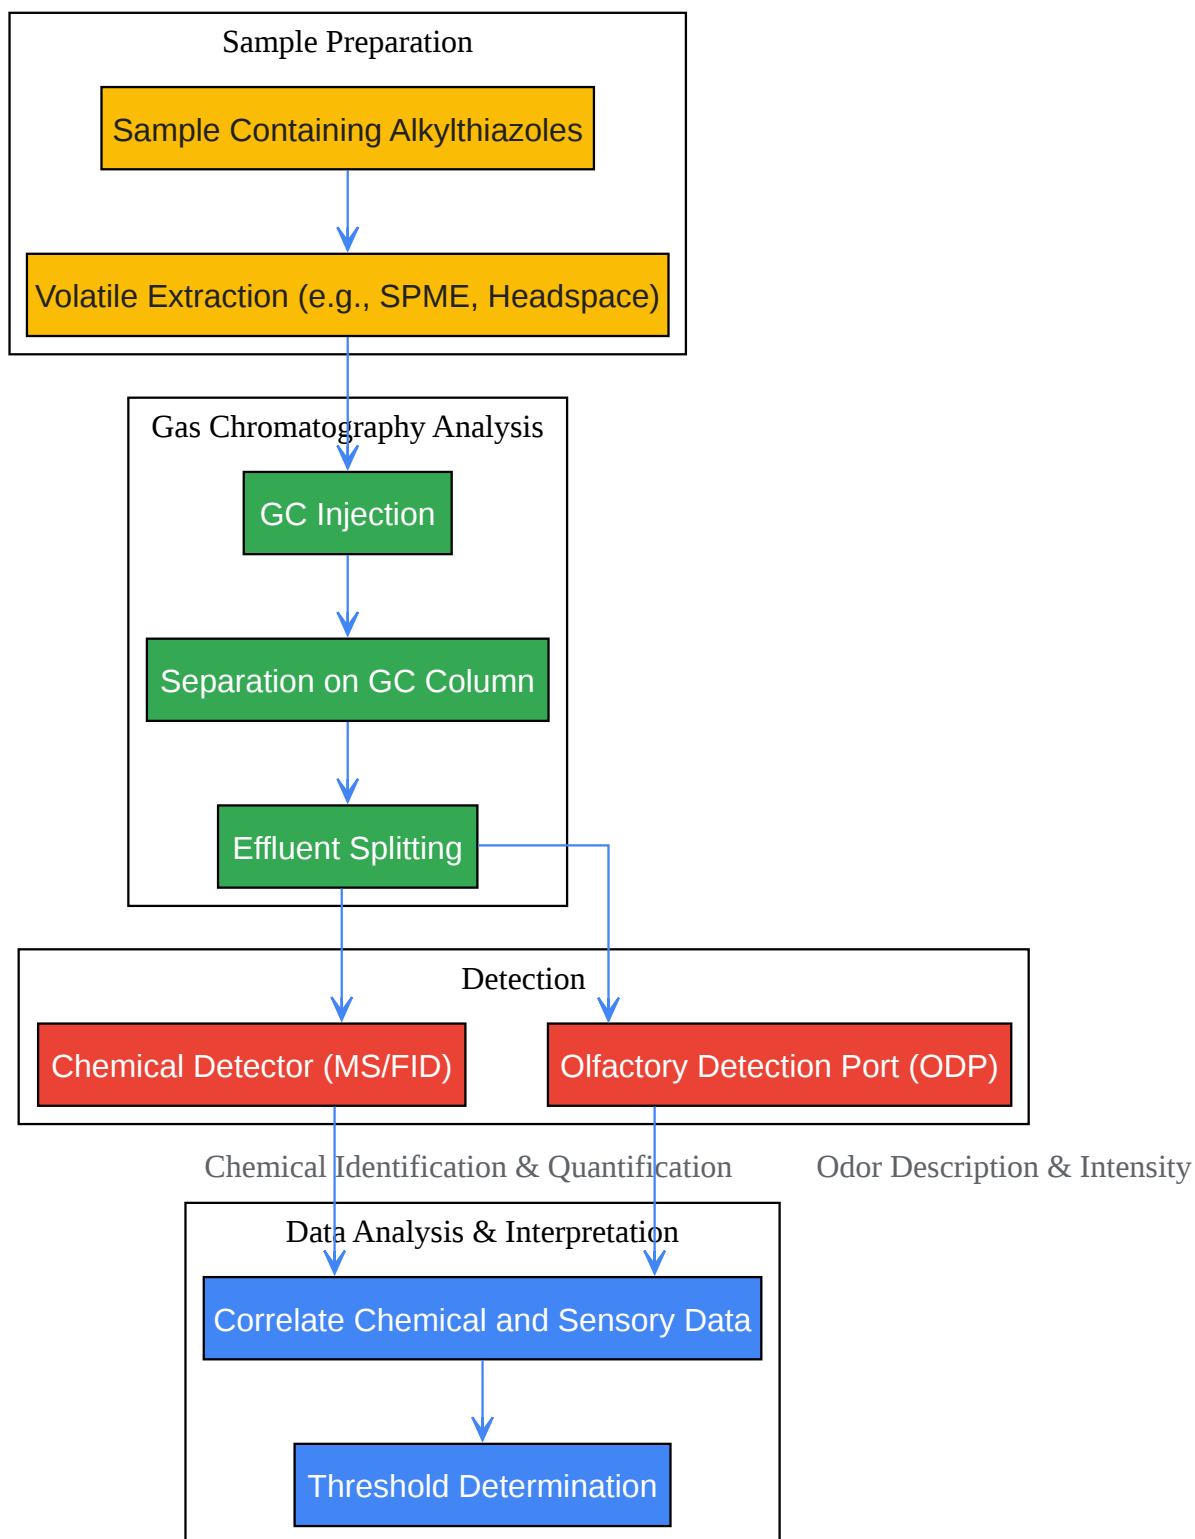 Sample Preparation
Sample Containing Alkylthiazoles
Volatile Extraction (e.g., SPME, Headspace)
Gas Chromatography Analysis
GC Injection
Separation on GC Column
Effluent Splitting
Detection
Chemical Detector (MS/FID)
Olfactory Detection Port (ODP)
Chemical Identification & Quantification
Odor Description & Intensity
Data Analysis & Interpretation
Correlate Chemical and Sensory Data
Threshold Determination